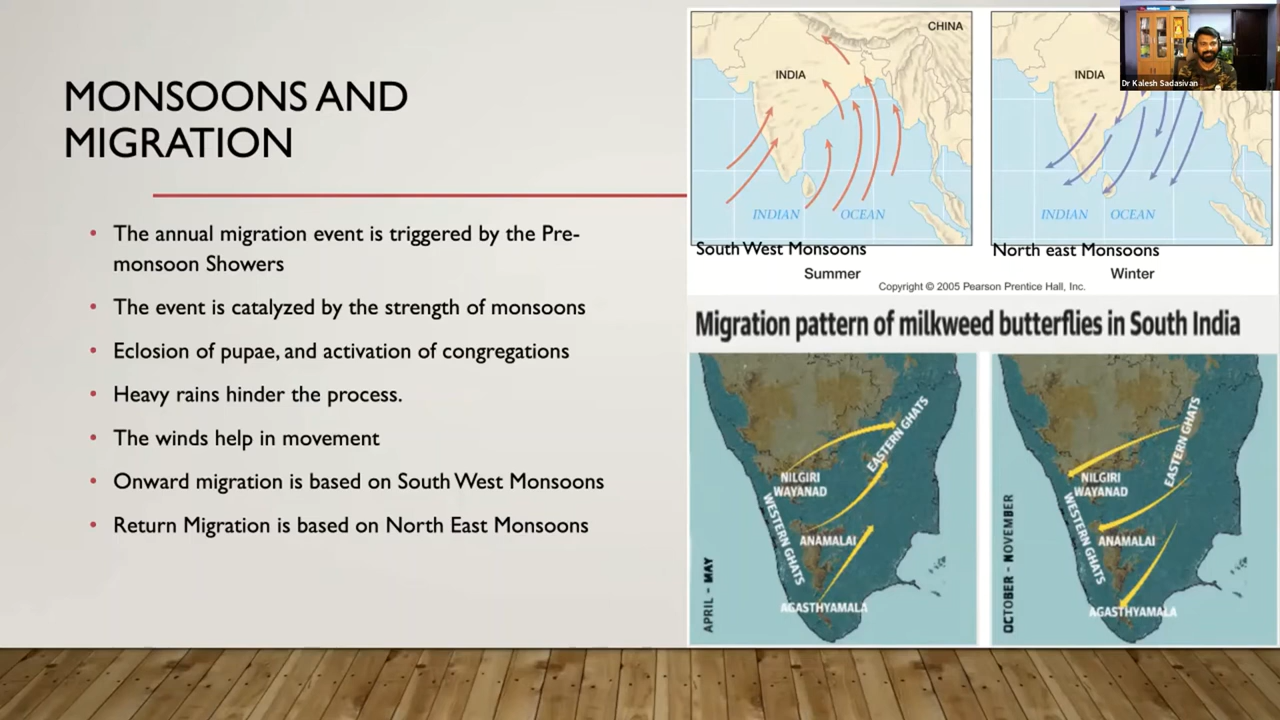 MONSOONS AND
MIGRATION
• The annual migration event is triggered by the Pre-
monsoon Showers
• The event is catalyzed by the strength of monsoons
• Eclosion of pupae, and activation of congregations
• Heavy rains hinder the process.
• The winds help in movement
• Onward migration is based on South West Monsoons
• Return Migration is based on North East Monsoons
CHINA
INDIA
INDIAN OCEAN
South West Monsoons
Summer
INDIA
INDIAN OCEAN
North east Monsoons
Winter
Copyright © 2005 Pearson Prentice Hall, Inc.
Dr Kalesh Sadasivan
Migration pattern of milkweed butterflies in South India
EASTERN GHATS
NILGIRI
WAYANAD
WESTERN GHATS
ANAMALAI
AGASTHYAMALA
APRIL - MAY
EASTERN GHATS
NILGIRI
WAYANAD
WESTERN GHATS
ANAMALAI
AGASTHYAMALA
OCTOBER - NOVEMBER